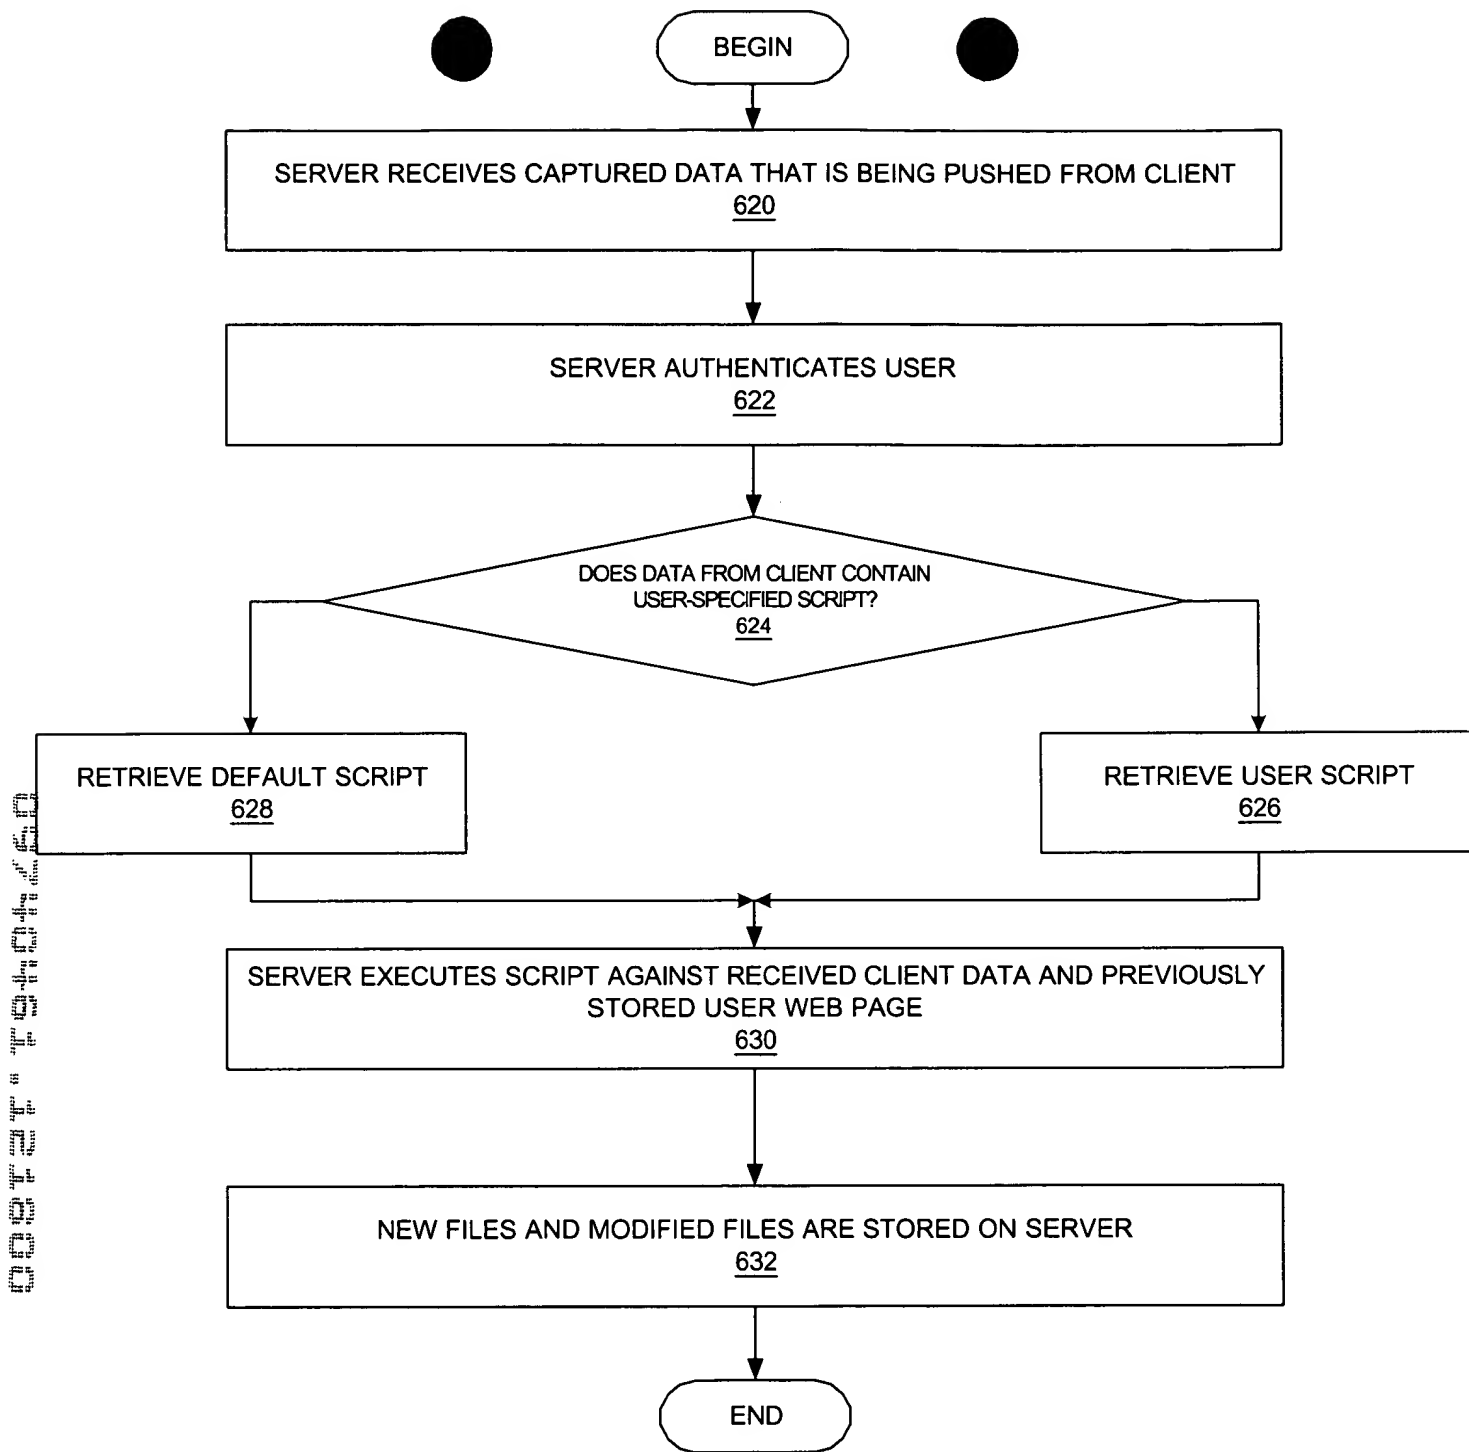 BEGIN
SERVER RECEIVES CAPTURED DATA THAT IS BEING PUSHED FROM CLIENT
620
SERVER AUTHENTICATES USER
622
DOES DATA FROM CLIENT CONTAIN
USER-SPECIFIED SCRIPT?
624
RETRIEVE DEFAULT SCRIPT
628
RETRIEVE USER SCRIPT
626
SERVER EXECUTES SCRIPT AGAINST RECEIVED CLIENT DATA AND PREVIOUSLY
STORED USER WEB PAGE
630
NEW FILES AND MODIFIED FILES ARE STORED ON SERVER
632
END